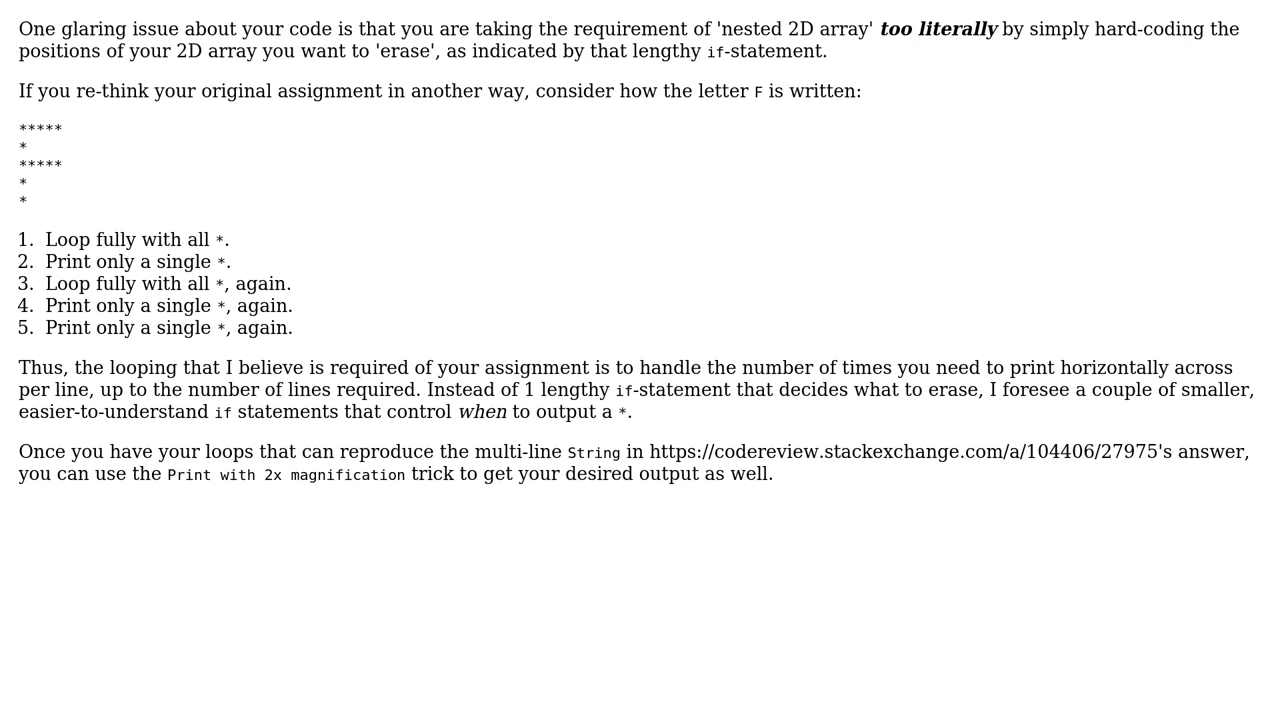 One glaring issue about your code is that you are taking the requirement of 'nested 2D array' too literally by simply hard-coding the
positions of your 2D array you want to 'erase', as indicated by that lengthy if-statement.
If you re-think your original assignment in another way, consider how the letter F is written:
*****
*
*****
*
*
1. Loop fully with all *.
2. Print only a single *.
3. Loop fully with all *, again.
4. Print only a single *, again.
5. Print only a single *, again.
Thus, the looping that I believe is required of your assignment is to handle the number of times you need to print horizontally across
per line, up to the number of lines required. Instead of 1 lengthy if-statement that decides what to erase, I foresee a couple of smaller,
easier-to-understand if statements that control when to output a *.
Once you have your loops that can reproduce the multi-line String in https://codereview.stackexchange.com/a/104406/27975's answer,
you can use the Print with 2x magnification trick to get your desired output as well.